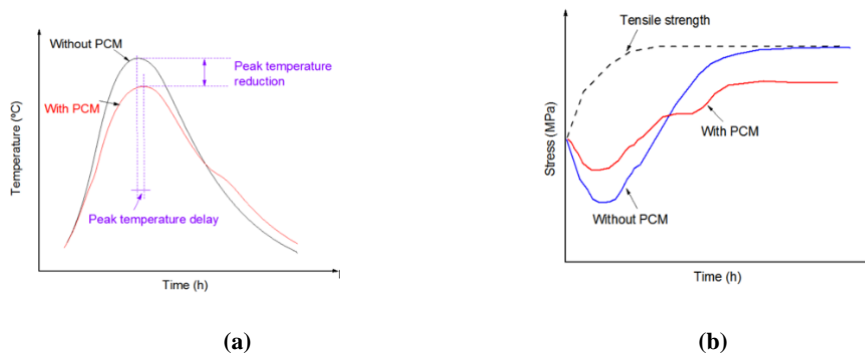 Without PCM
Peak temperature
reduction
With PCM
Temperature (ºC)
Peak temperature delay
Time (h)
(a)
Tensile strength
Stress (MPa)
With PCM
Without PCM
Time (h)
(b)